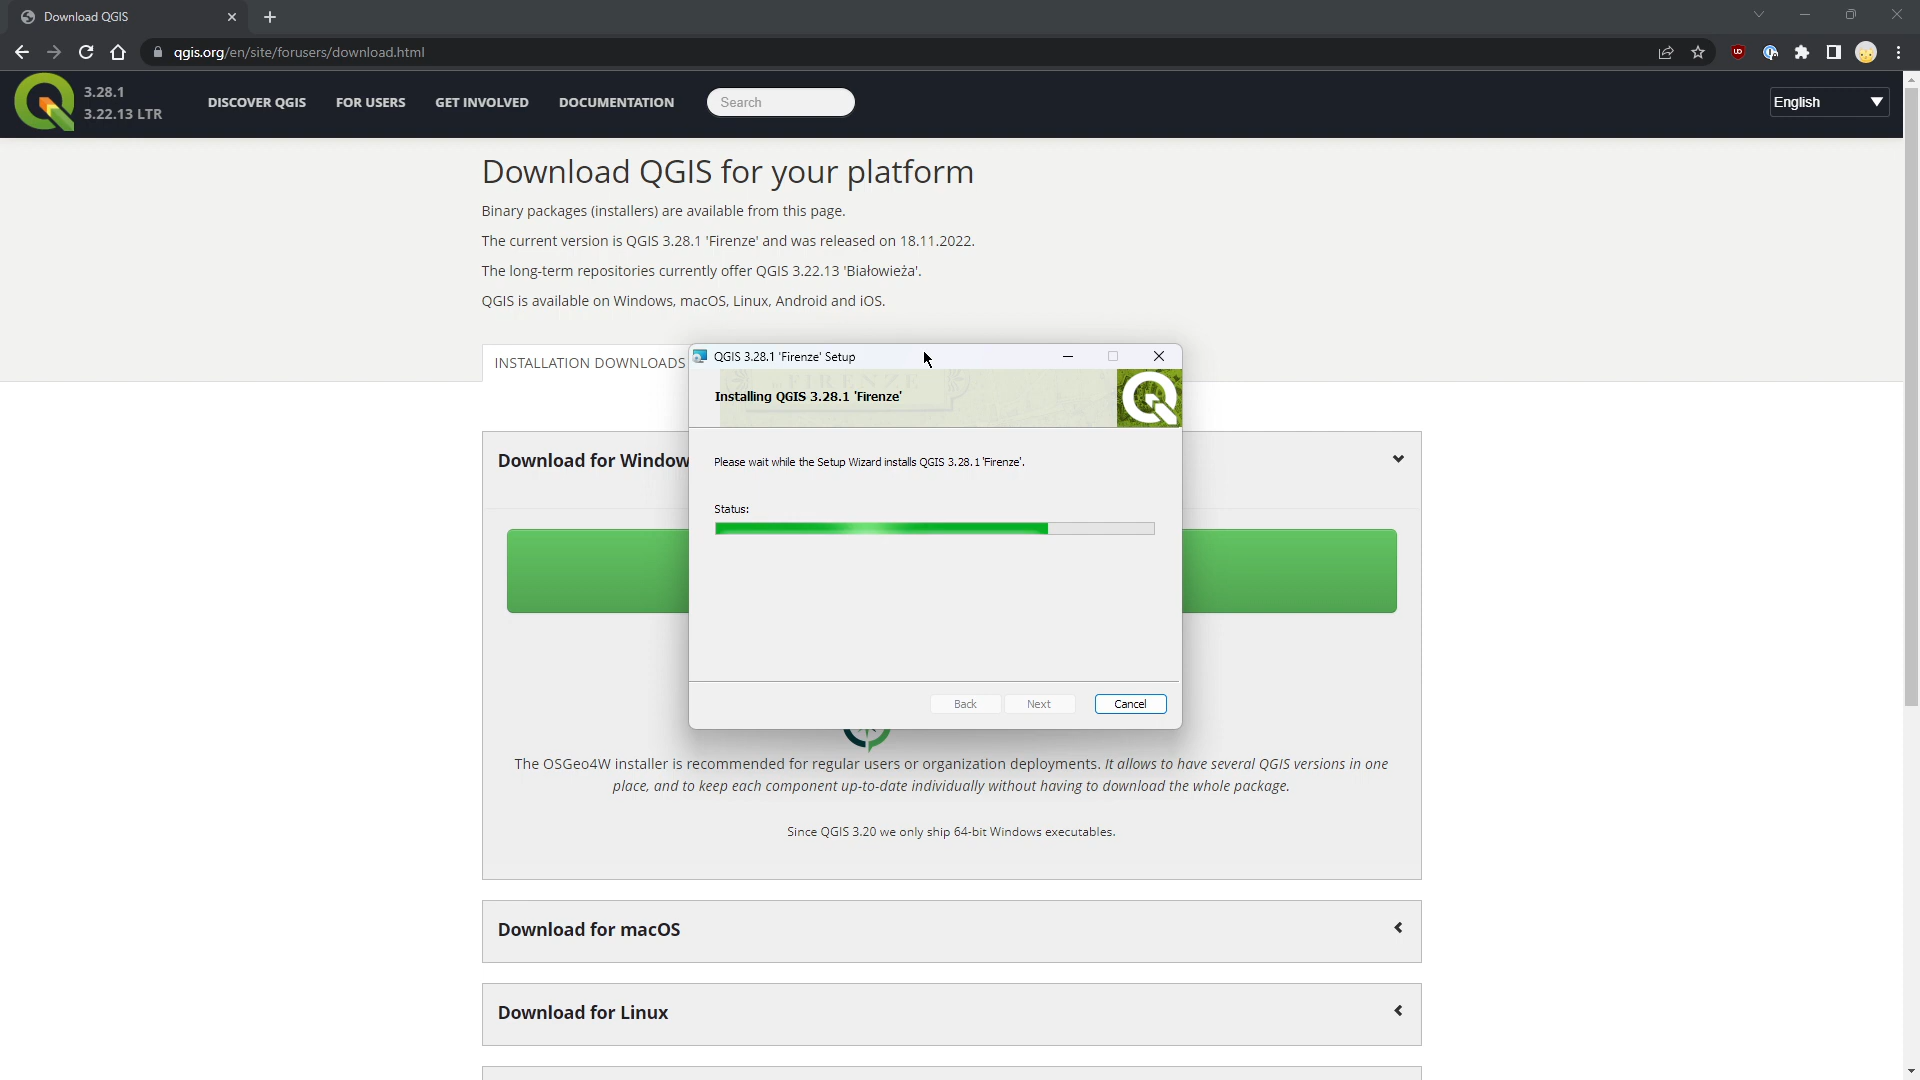 Download QGIS
qgis.org/en/site/forusers/download.html
3.28.1
3.22.13 LTR
DISCOVER QGIS
FOR USERS
GET INVOLVED
DOCUMENTATION
Search
English
Download QGIS for your platform
Binary packages (installers) are available from this page.
The current version is QGIS 3.28.1 'Firenze' and was released on 18.11.2022.
The long-term repositories currently offer QGIS 3.22.13 'Białowieża'.
QGIS is available on Windows, macOS, Linux, Android and iOS.
INSTALLATION DOWNLOADS
QGIS 3.28.1 'Firenze' Setup
FIRENZE
Installing QGIS 3.28.1 'Firenze'
Download for Window
Please wait while the Setup Wizard installs QGIS 3.28.1 'Firenze'.
Status:
Back
Next
Cancel
The OSGeo4W installer is recommended for regular users or organization deployments. It allows to have several QGIS versions in one
place, and to keep each component up-to-date individually without having to download the whole package.
Since QGIS 3.20 we only ship 64-bit Windows executables.
Download for macOS
Download for Linux